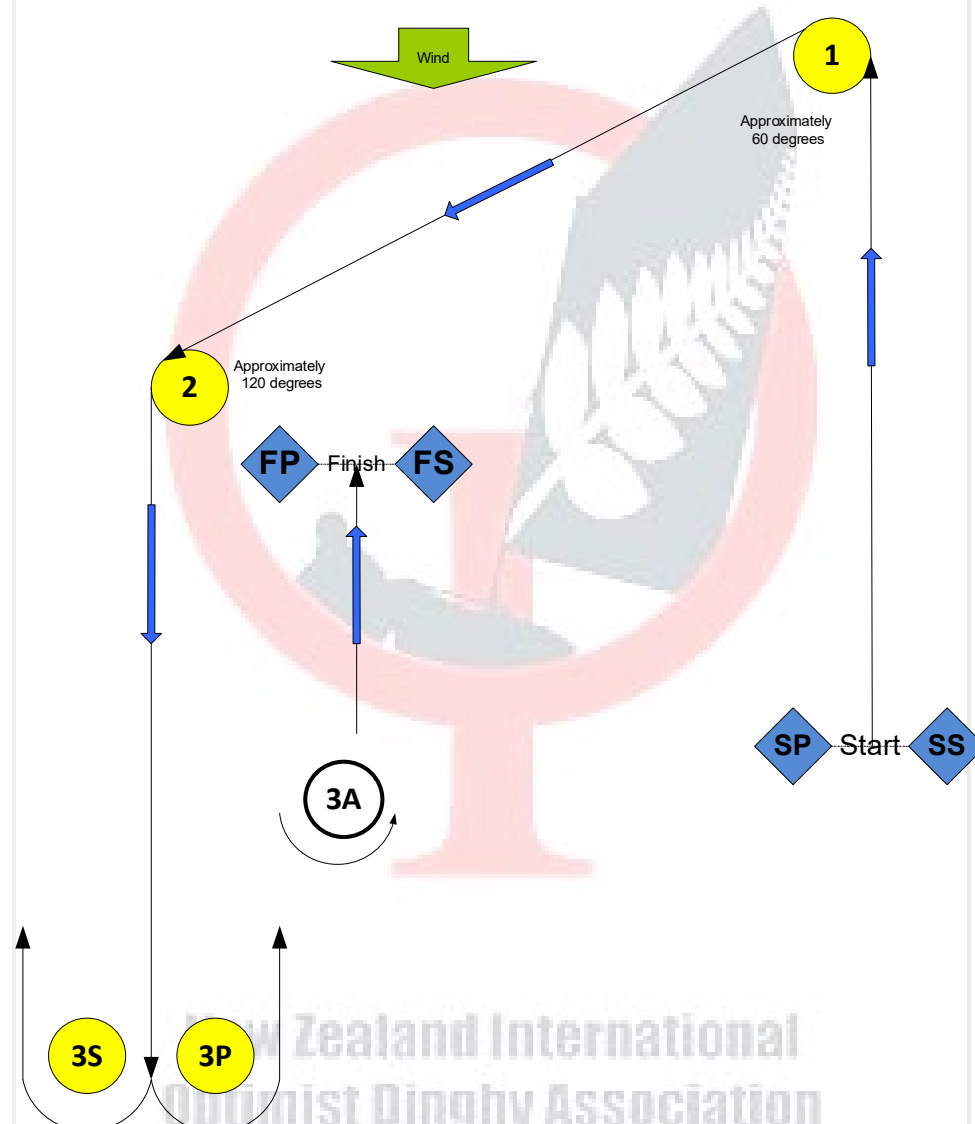 Wind
1
Approximately
60 degrees
2
Approximately
120 degrees
FP Finish FS
SP Start SS
3A
New Zealand International
3S 3P
Optimist Dinghy Association